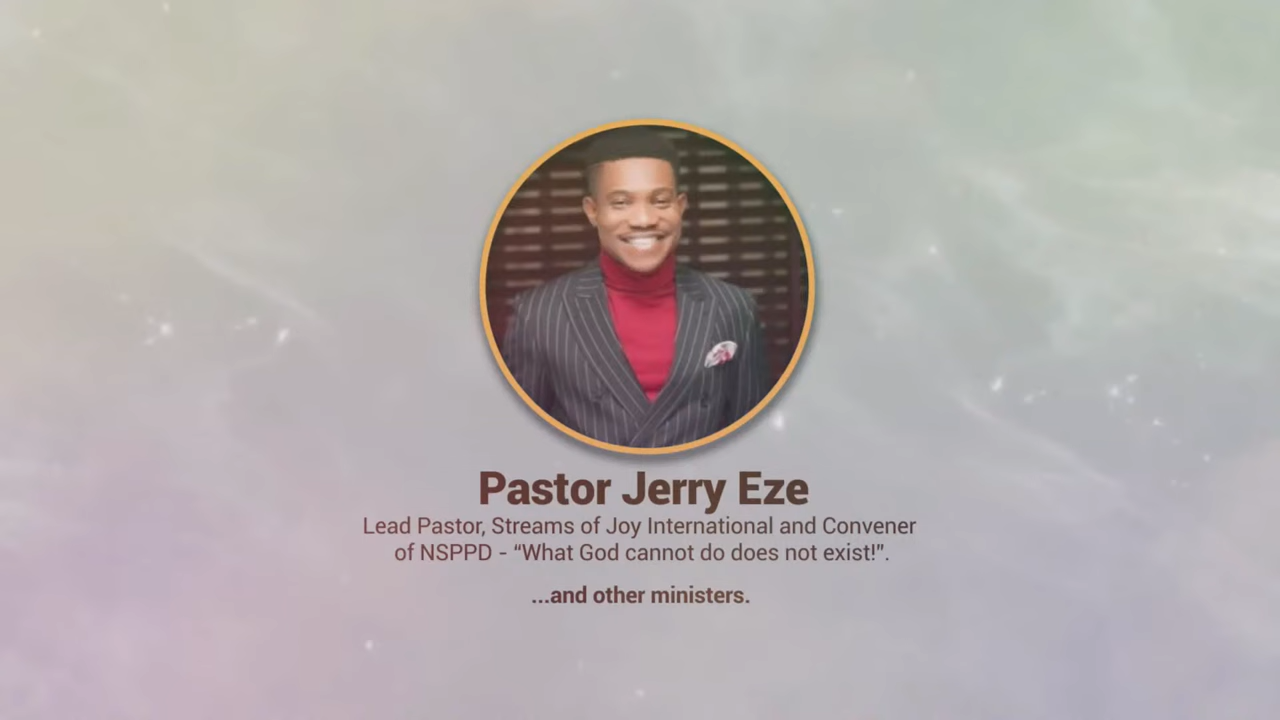 Pastor Jerry Eze
Lead Pastor, Streams of Joy International and Convener
of NSPPD - “What God cannot do does not exist!”.
...and other ministers.